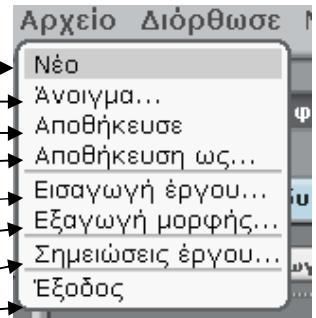 Αρχείο Διόρθωσε
Νέο
Άνοιγμα...
Αποθήκευσε
Αποθήκευση ως...
Εισαγωγή έργου...
Εξαγωγή μορφής...
Σημειώσεις έργου...
Έξοδος